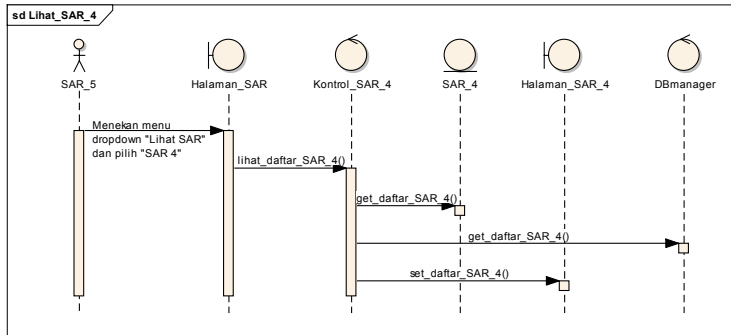 sd Lihat_SAR_4
SAR_5
Halaman_SAR
Kontrol_SAR_4
SAR_4
Halaman_SAR_4
DBmanager
Menekan menu
dropdown "Lihat SAR"
dan pilih "SAR 4"
lihat_daftar_SAR_4()
get_daftar_SAR_4()
get_daftar_SAR_4()
set_daftar_SAR_4()